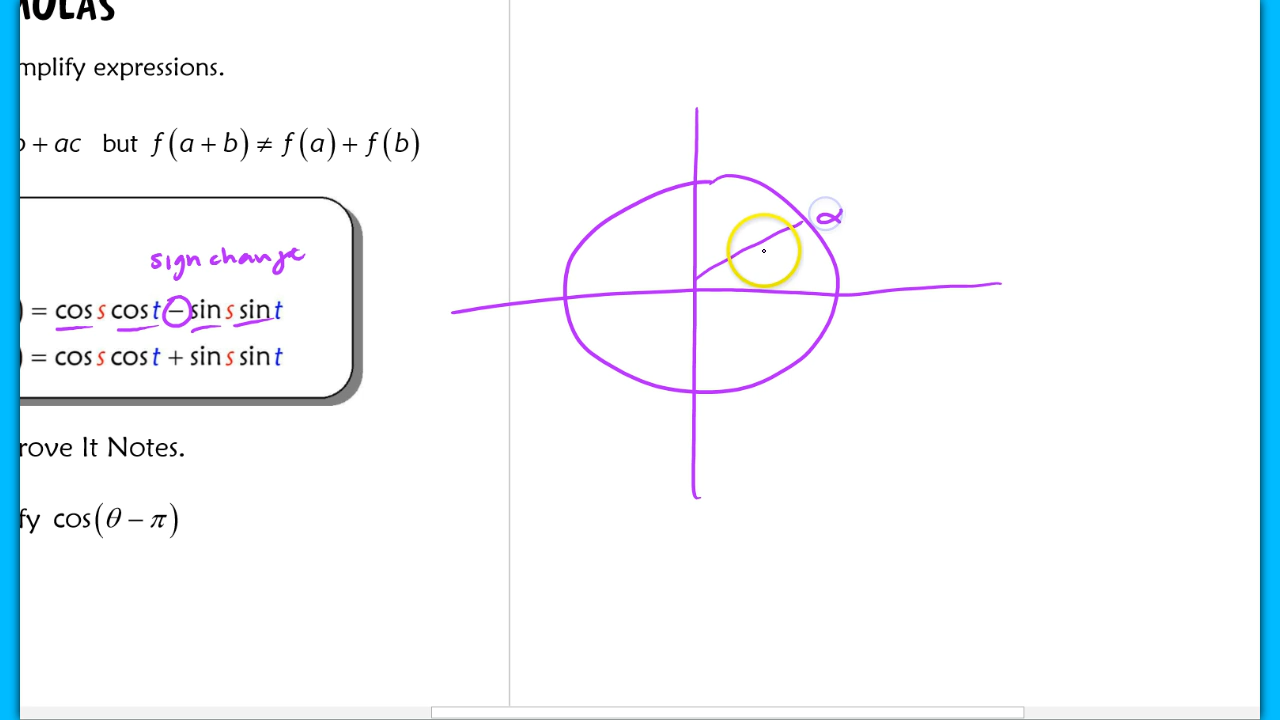 mplify expressions.
+ ac but f(a + b) ≠ f(a) + f(b)
sign change
) = cos s cos t − sin s sin t
) = cos s cos t + sin s sin t
rove It Notes.
fy cos(θ − π)
α